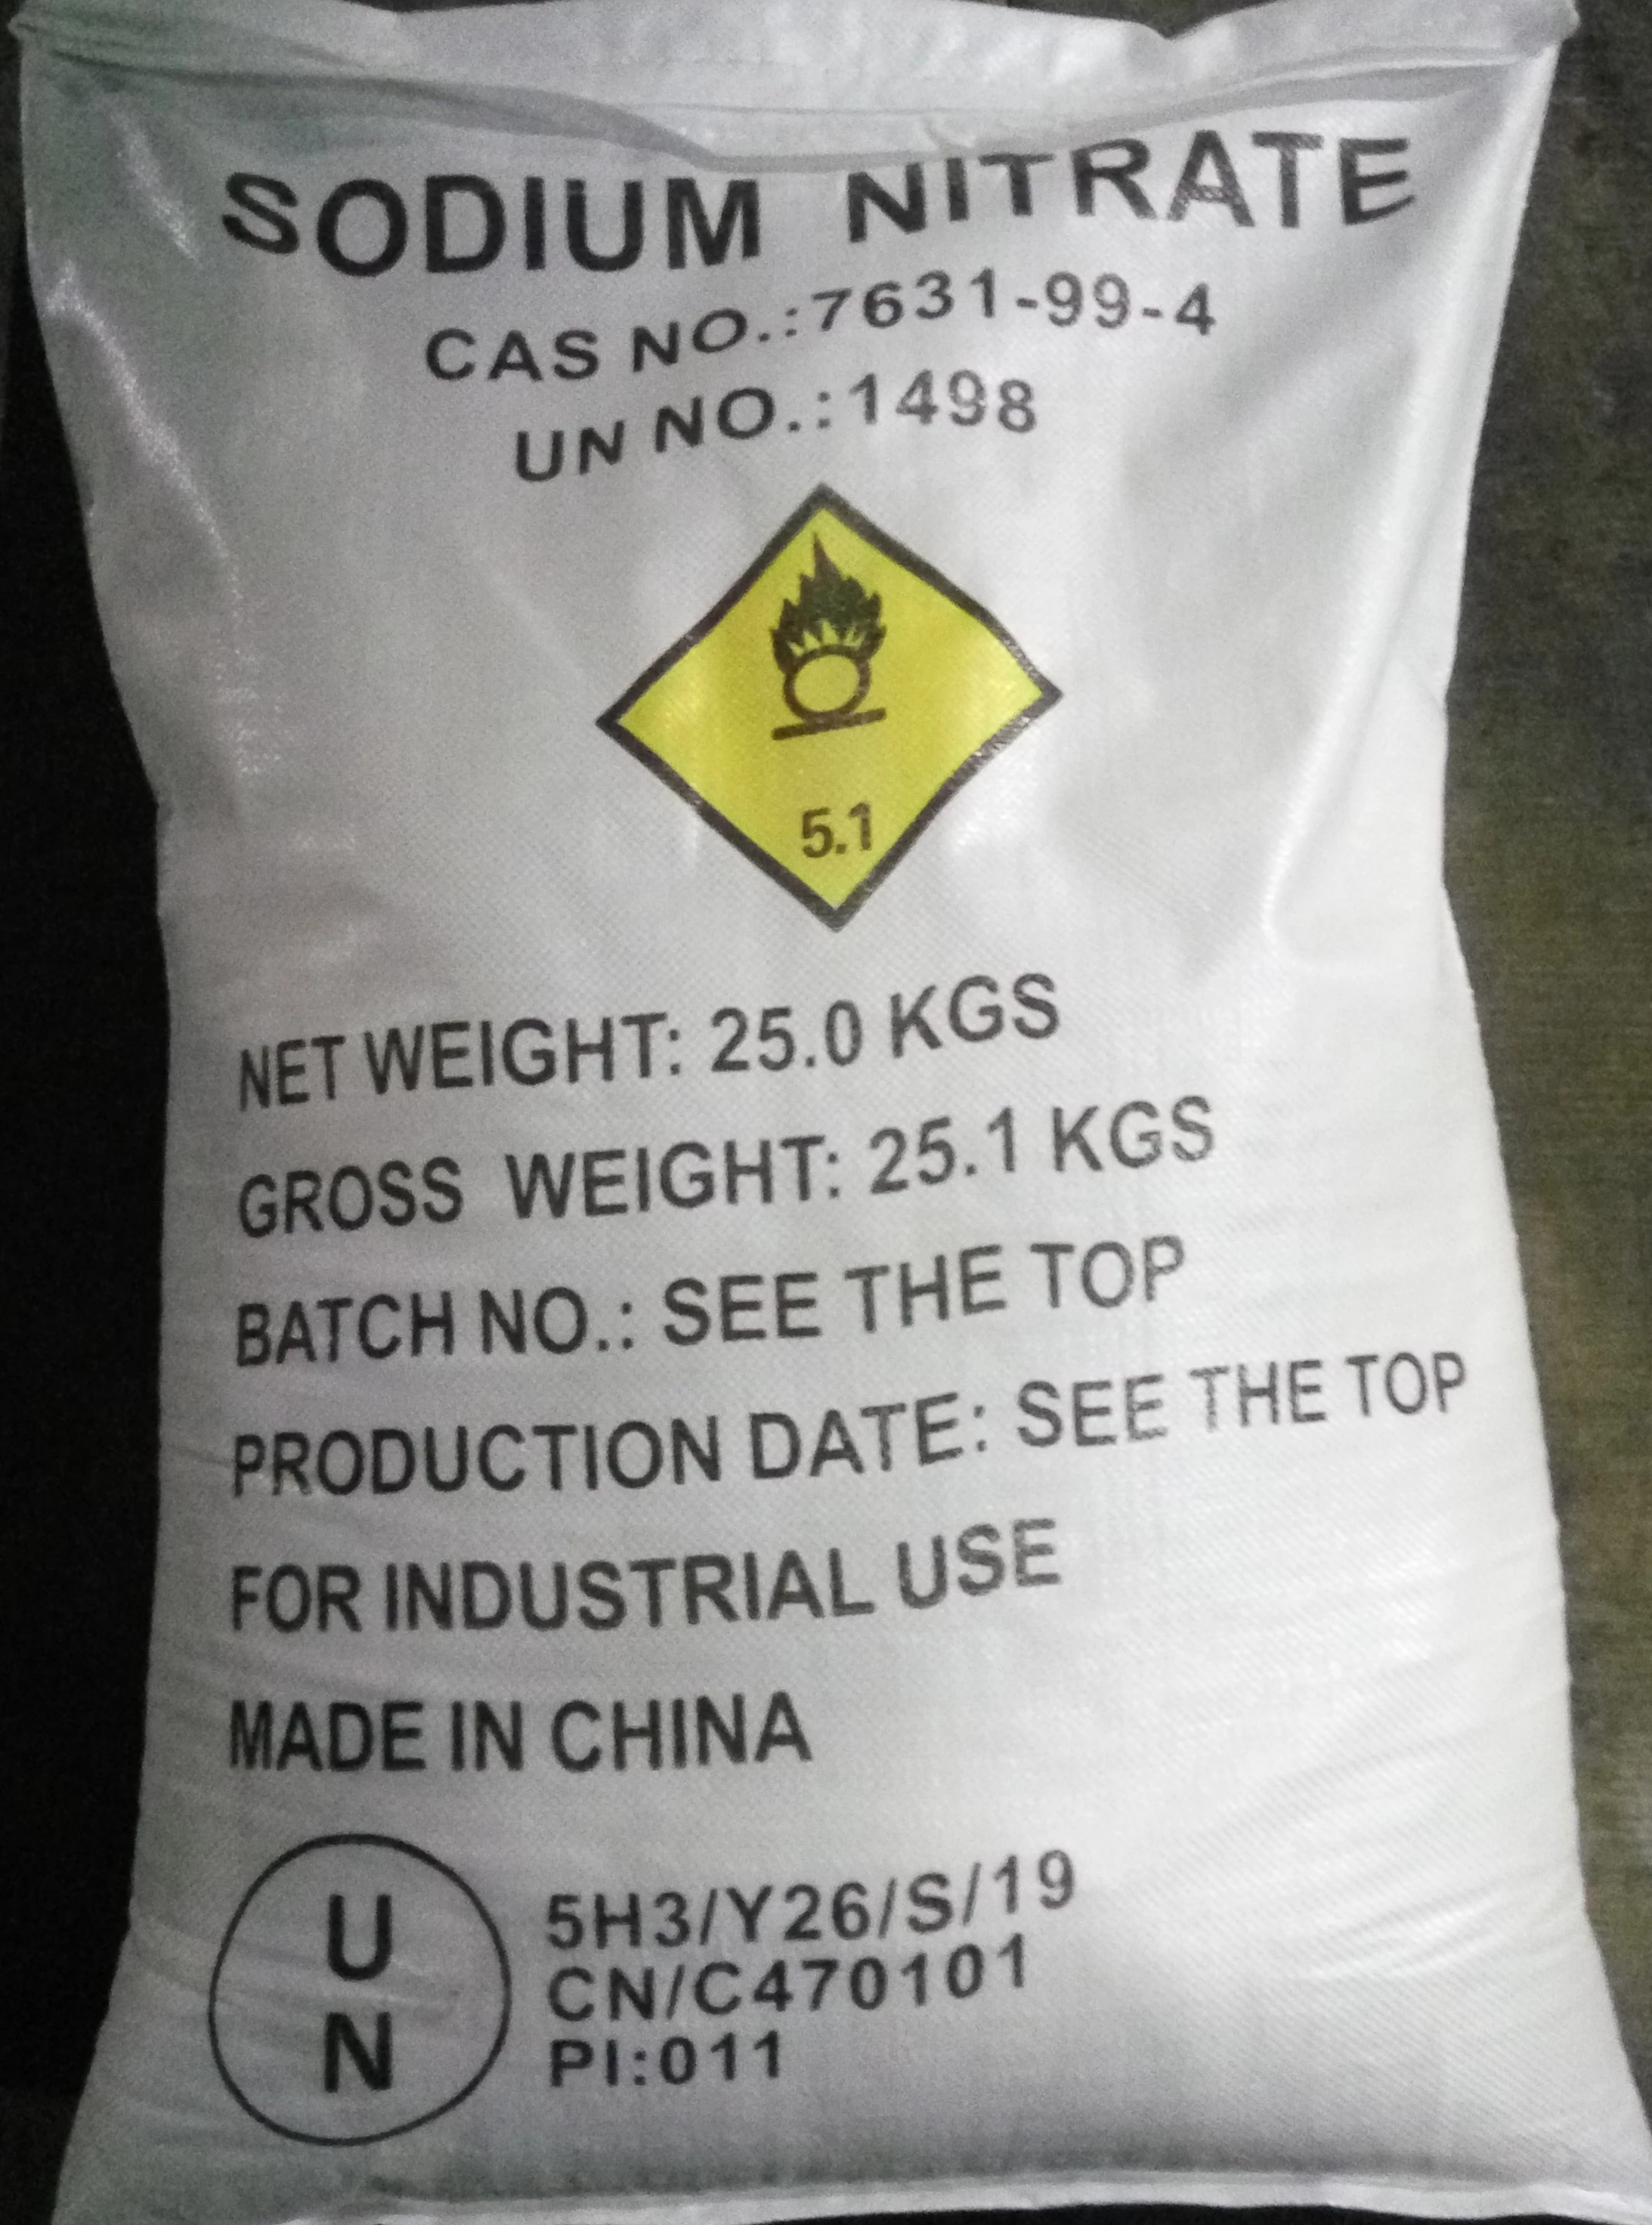 SODIUM NITRATE
CAS NO.:7631-99-4
UN NO.:1498
5.1
NET WEIGHT: 25.0 KGS
GROSS WEIGHT: 25.1 KGS
BATCH NO.: SEE THE TOP
PRODUCTION DATE: SEE THE TOP
FOR INDUSTRIAL USE
MADE IN CHINA
U
N
5H3/Y26/S/19
CN/C470101
PI:011